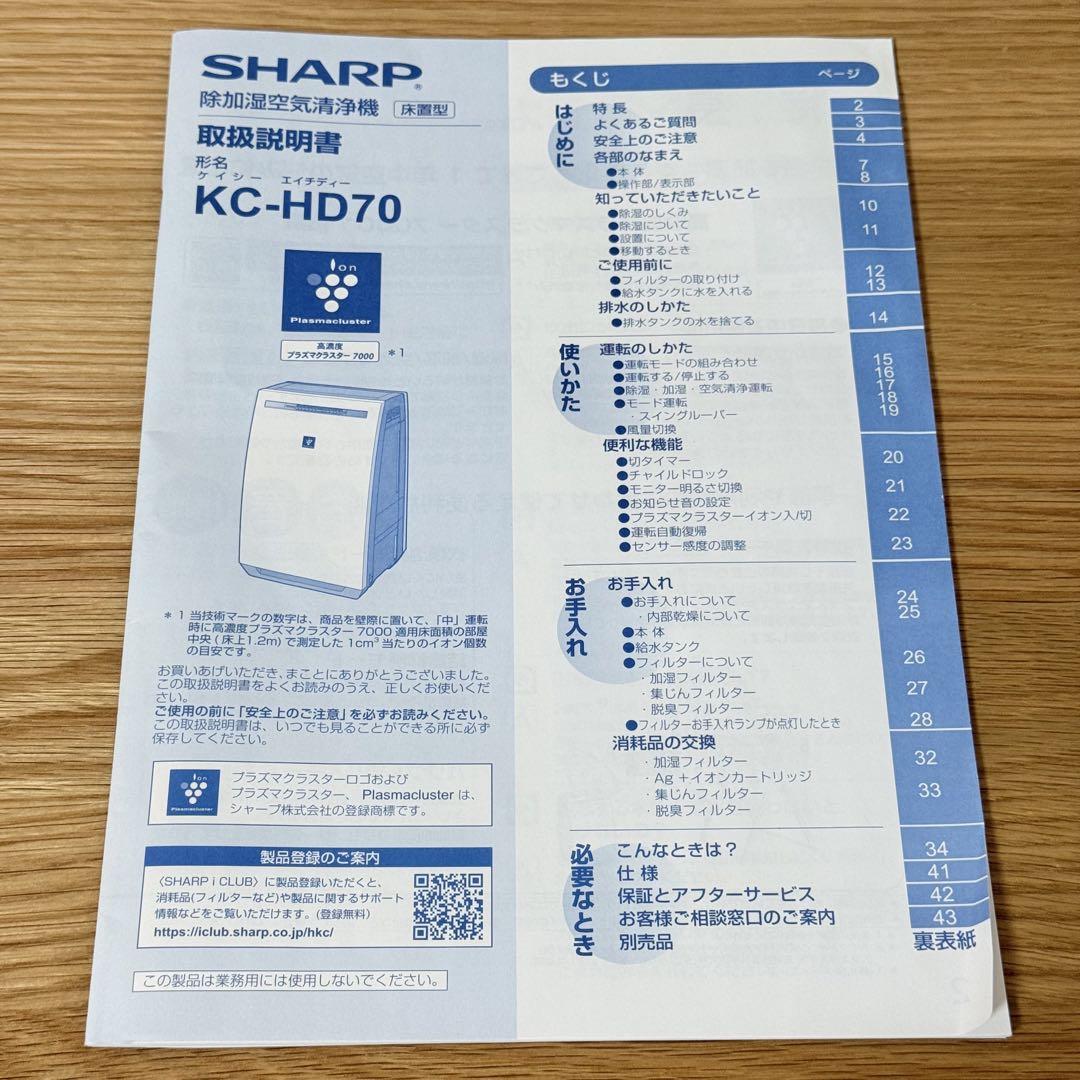 SHARP®
除加湿空気清浄機 床置型
取扱説明書
形名
ケイシー エイチディー
KC-HD70
Ion
Plasmacluster
高濃度
プラズマクラスター 7000 *1
* 1 当技術マークの数字は、商品を壁際に置いて、「中」運転
時に高濃度プラズマクラスター 7000 適用床面積の部屋
中央 ( 床上1.2m) で測定した 1cm³ 当たりのイオン個数
の目安です。
お買いあげいただき、まことにありがとうございました。
この取扱説明書をよくお読みのうえ、正しくお使いくだ
さい。
ご使用の前に「安全上のご注意」を必ずお読みください。
この取扱説明書は、いつでも見ることができる所に必ず
保存してください。
Ion
Plasmacluster
プラズマクラスターロゴおよび
プラズマクラスター、 Plasmacluster は、
シャープ株式会社の登録商標です。
製品登録のご案内
〈SHARP i CLUB〉に製品登録いただくと、
消耗品(フィルターなど)や製品に関するサポート
情報などをご覧いただけます。(登録無料)
https://iclub.sharp.co.jp/hkc/
この製品は業務用には使用しないでください。
もくじ ページ
はじめに
特長 2
よくあるご質問 3
安全上のご注意 4
各部のなまえ
●本体 7
●操作部/表示部 8
知っていただきたいこと
●除湿のしくみ 10
●除湿について
●設置について 11
●移動するとき
ご使用前に
●フィルターの取り付け 12
●給水タンクに水を入れる 13
排水のしかた
●排水タンクの水を捨てる 14
使いかた
運転のしかた
●運転モードの組み合わせ 15
●運転する/停止する 16
●除湿・加湿・空気清浄運転 17
●モード運転 18
・スイングルーバー 19
●風量切換
便利な機能
●切タイマー 20
●チャイルドロック
●モニター明るさ切換 21
●お知らせ音の設定
●プラズマクラスターイオン入/切 22
●運転自動復帰
●センサー感度の調整 23
お手入れ
お手入れ
●お手入れについて 24
・内部乾燥について 25
●本体
●給水タンク
●フィルターについて 26
・加湿フィルター
・集じんフィルター 27
・脱臭フィルター
●フィルターお手入れランプが点灯したとき 28
消耗品の交換
・加湿フィルター 32
・Ag +イオンカートリッジ
・集じんフィルター 33
・脱臭フィルター
必要なとき
こんなときは? 34
仕様 41
保証とアフターサービス 42
お客様ご相談窓口のご案内 43
別売品 裏表紙